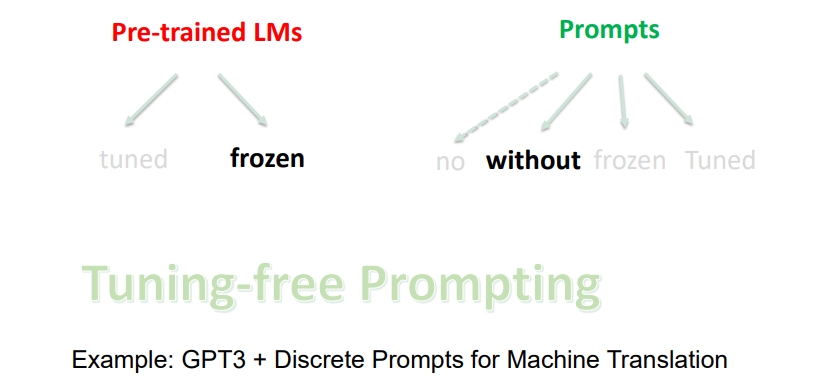 Pre-trained LMs Prompts
tuned frozen no without frozen Tuned
Tuning-free Prompting
Example: GPT3 + Discrete Prompts for Machine Translation